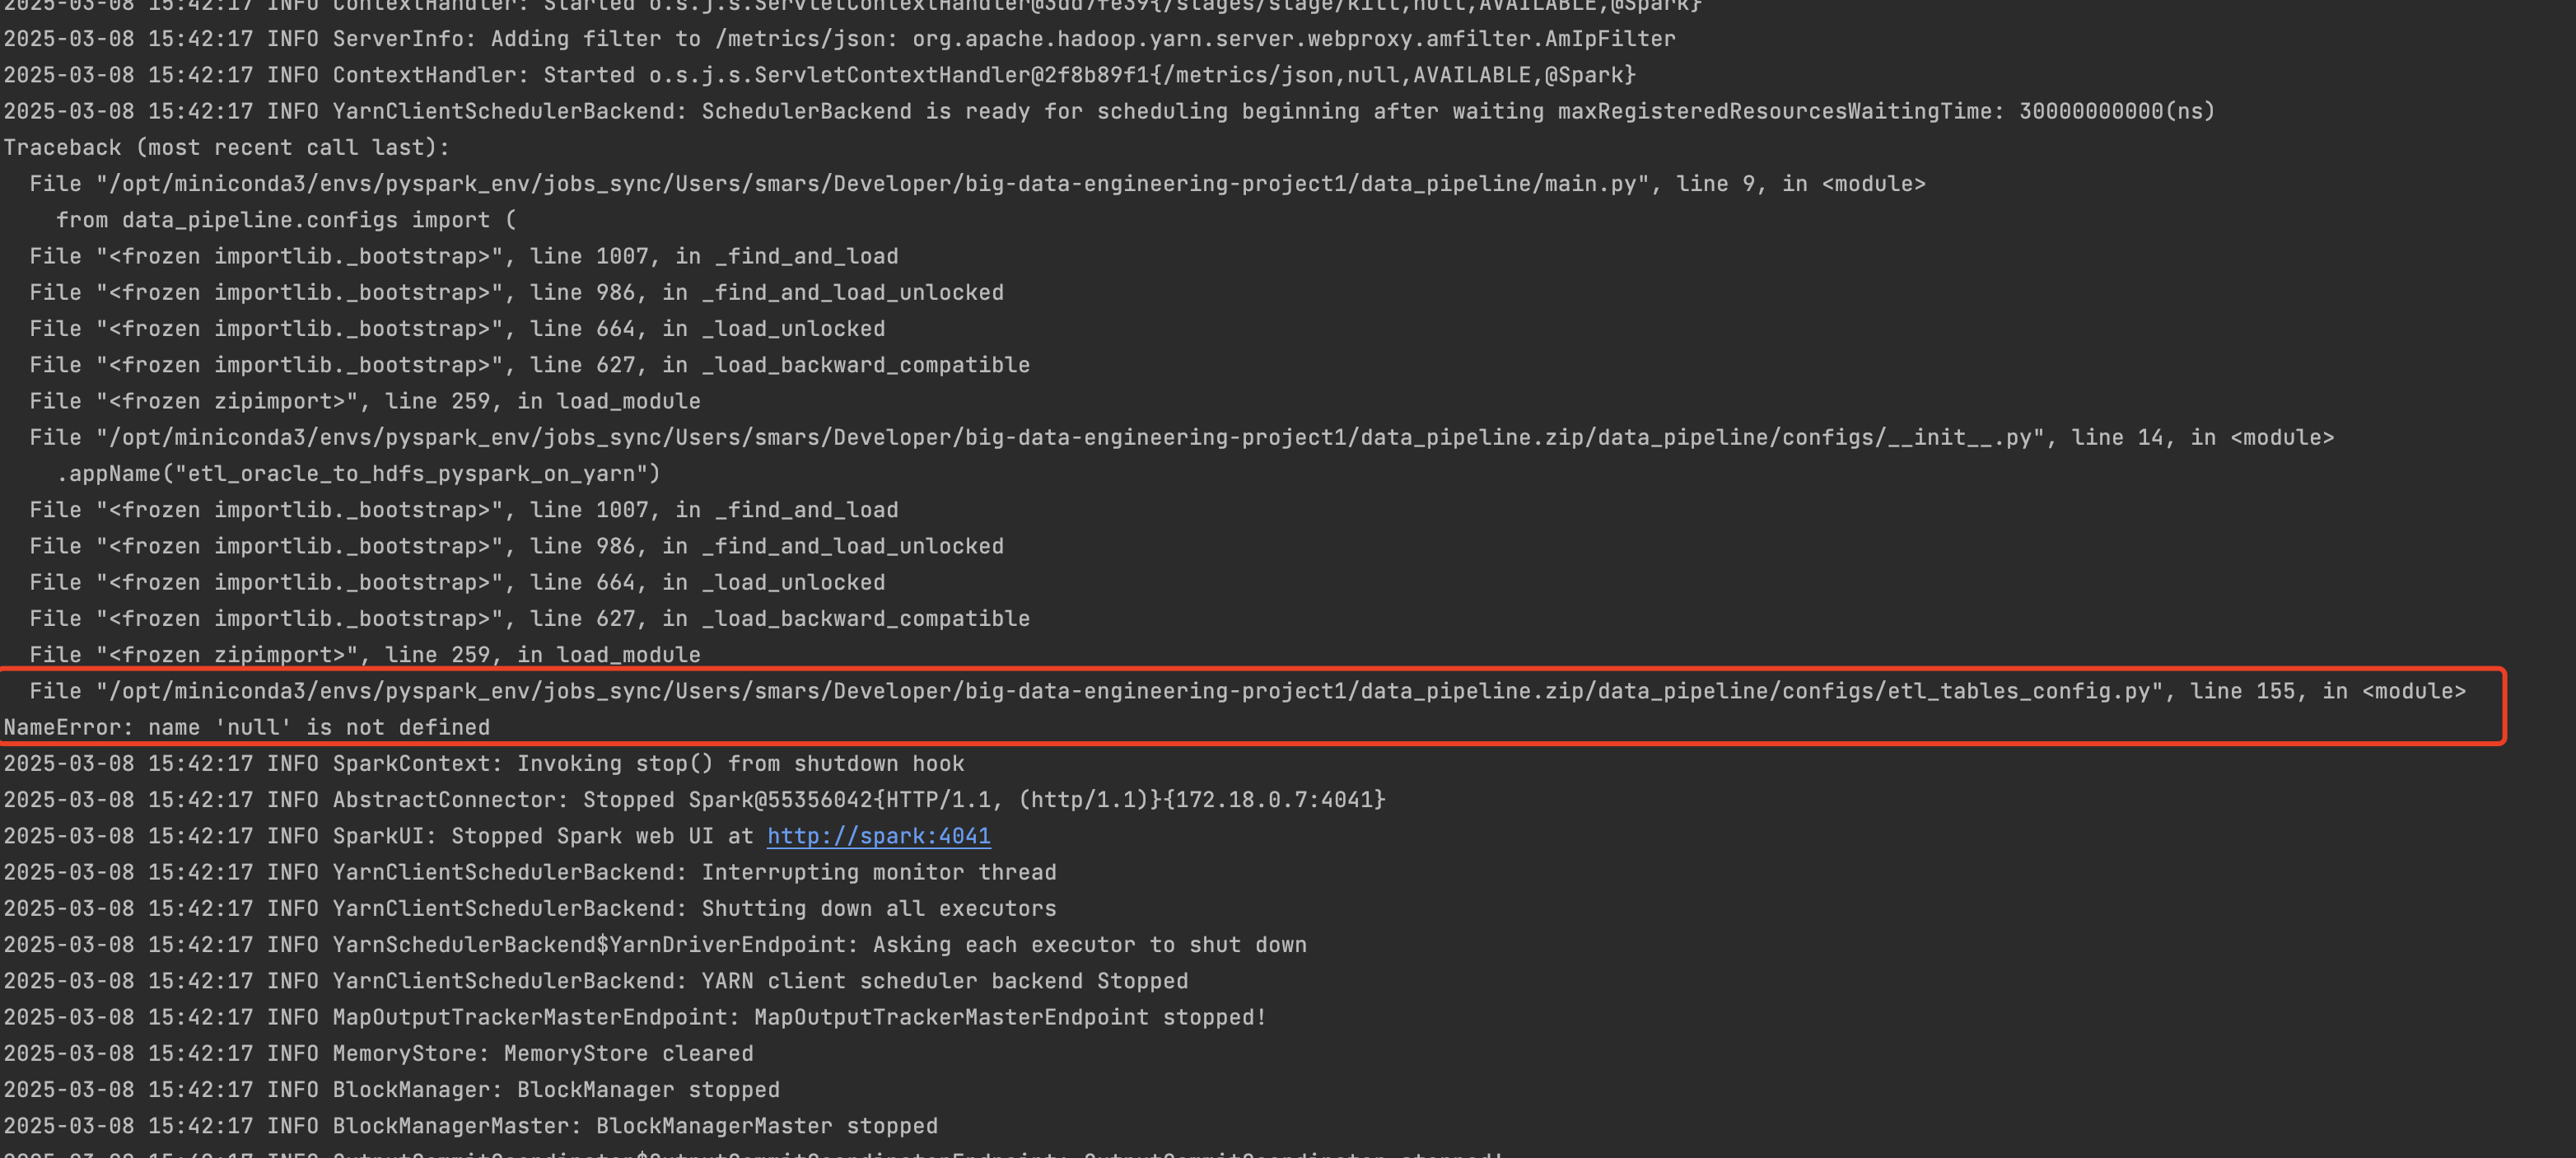 2025-03-08 15:42:17 INFO ContextHandler: Started o.s.j.s.ServletContextHandler@3dd7fe39{/stages/stage/kill,null,AVAILABLE,@Spark}
2025-03-08 15:42:17 INFO ServerInfo: Adding filter to /metrics/json: org.apache.hadoop.yarn.server.webproxy.amfilter.AmIpFilter
2025-03-08 15:42:17 INFO ContextHandler: Started o.s.j.s.ServletContextHandler@2f8b89f1{/metrics/json,null,AVAILABLE,@Spark}
2025-03-08 15:42:17 INFO YarnClientSchedulerBackend: SchedulerBackend is ready for scheduling beginning after waiting maxRegisteredResourcesWaitingTime: 30000000000(ns)
Traceback (most recent call last):
  File "/opt/miniconda3/envs/pyspark_env/jobs_sync/Users/smars/Developer/big-data-engineering-project1/data_pipeline/main.py", line 9, in <module>
    from data_pipeline.configs import (
  File "<frozen importlib._bootstrap>", line 1007, in _find_and_load
  File "<frozen importlib._bootstrap>", line 986, in _find_and_load_unlocked
  File "<frozen importlib._bootstrap>", line 664, in _load_unlocked
  File "<frozen importlib._bootstrap>", line 627, in _load_backward_compatible
  File "<frozen zipimport>", line 259, in load_module
  File "/opt/miniconda3/envs/pyspark_env/jobs_sync/Users/smars/Developer/big-data-engineering-project1/data_pipeline.zip/data_pipeline/configs/__init__.py", line 14, in <module>
    .appName("etl_oracle_to_hdfs_pyspark_on_yarn")
  File "<frozen importlib._bootstrap>", line 1007, in _find_and_load
  File "<frozen importlib._bootstrap>", line 986, in _find_and_load_unlocked
  File "<frozen importlib._bootstrap>", line 664, in _load_unlocked
  File "<frozen importlib._bootstrap>", line 627, in _load_backward_compatible
  File "<frozen zipimport>", line 259, in load_module
  File "/opt/miniconda3/envs/pyspark_env/jobs_sync/Users/smars/Developer/big-data-engineering-project1/data_pipeline.zip/data_pipeline/configs/etl_tables_config.py", line 155, in <module>
NameError: name 'null' is not defined
2025-03-08 15:42:17 INFO SparkContext: Invoking stop() from shutdown hook
2025-03-08 15:42:17 INFO AbstractConnector: Stopped Spark@55356042{HTTP/1.1, (http/1.1)}{172.18.0.7:4041}
2025-03-08 15:42:17 INFO SparkUI: Stopped Spark web UI at http://spark:4041
2025-03-08 15:42:17 INFO YarnClientSchedulerBackend: Interrupting monitor thread
2025-03-08 15:42:17 INFO YarnClientSchedulerBackend: Shutting down all executors
2025-03-08 15:42:17 INFO YarnSchedulerBackend$YarnDriverEndpoint: Asking each executor to shut down
2025-03-08 15:42:17 INFO YarnClientSchedulerBackend: YARN client scheduler backend Stopped
2025-03-08 15:42:17 INFO MapOutputTrackerMasterEndpoint: MapOutputTrackerMasterEndpoint stopped!
2025-03-08 15:42:17 INFO MemoryStore: MemoryStore cleared
2025-03-08 15:42:17 INFO BlockManager: BlockManager stopped
2025-03-08 15:42:17 INFO BlockManagerMaster: BlockManagerMaster stopped
2025-03-08 15:42:17 INFO OutputCommitCoordinator$OutputCommitCoordinatorEndpoint: OutputCommitCoordinator stopped!